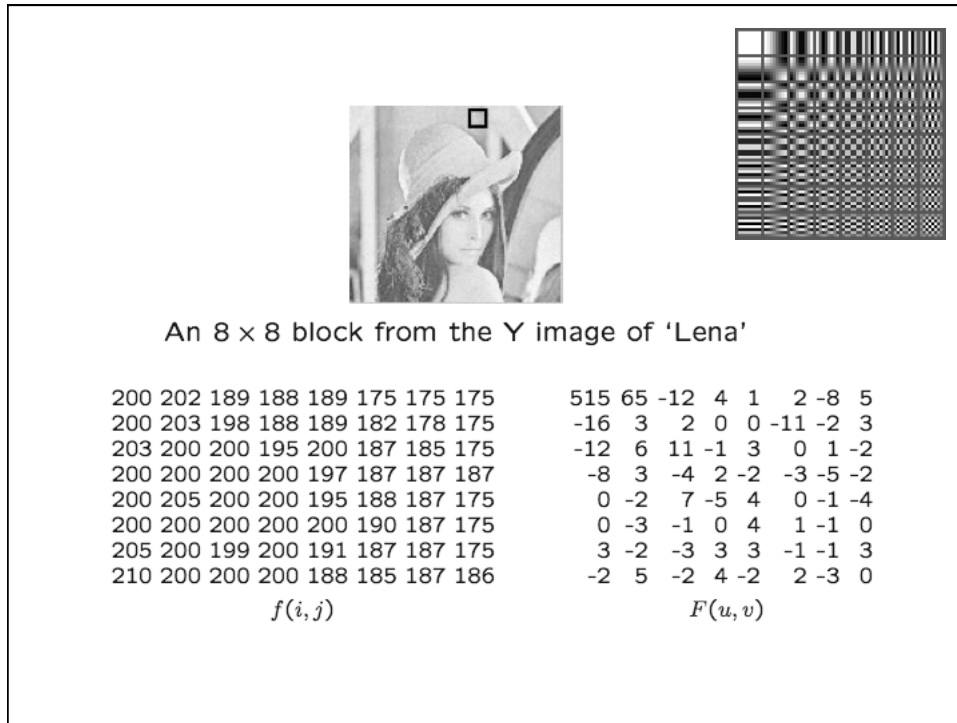 An 8 × 8 block from the Y image of ‘Lena’
200 202 189 188 189 175 175 175
200 203 198 188 189 182 178 175
203 200 200 195 200 187 185 175
200 200 200 200 197 187 187 187
200 205 200 200 195 188 187 175
200 200 200 200 200 190 187 175
205 200 199 200 191 187 187 175
210 200 200 200 188 185 187 186
f(i, j)
515 65 -12 4 1 2 -8 5
-16 3 2 0 0 -11 -2 3
-12 6 11 -1 3 0 1 -2
-8 3 -4 2 -2 -3 -5 -2
0 -2 7 -5 4 0 -1 -4
0 -3 -1 0 4 1 -1 0
3 -2 -3 3 3 -1 -1 3
-2 5 -2 4 -2 2 -3 0
F(u, v)